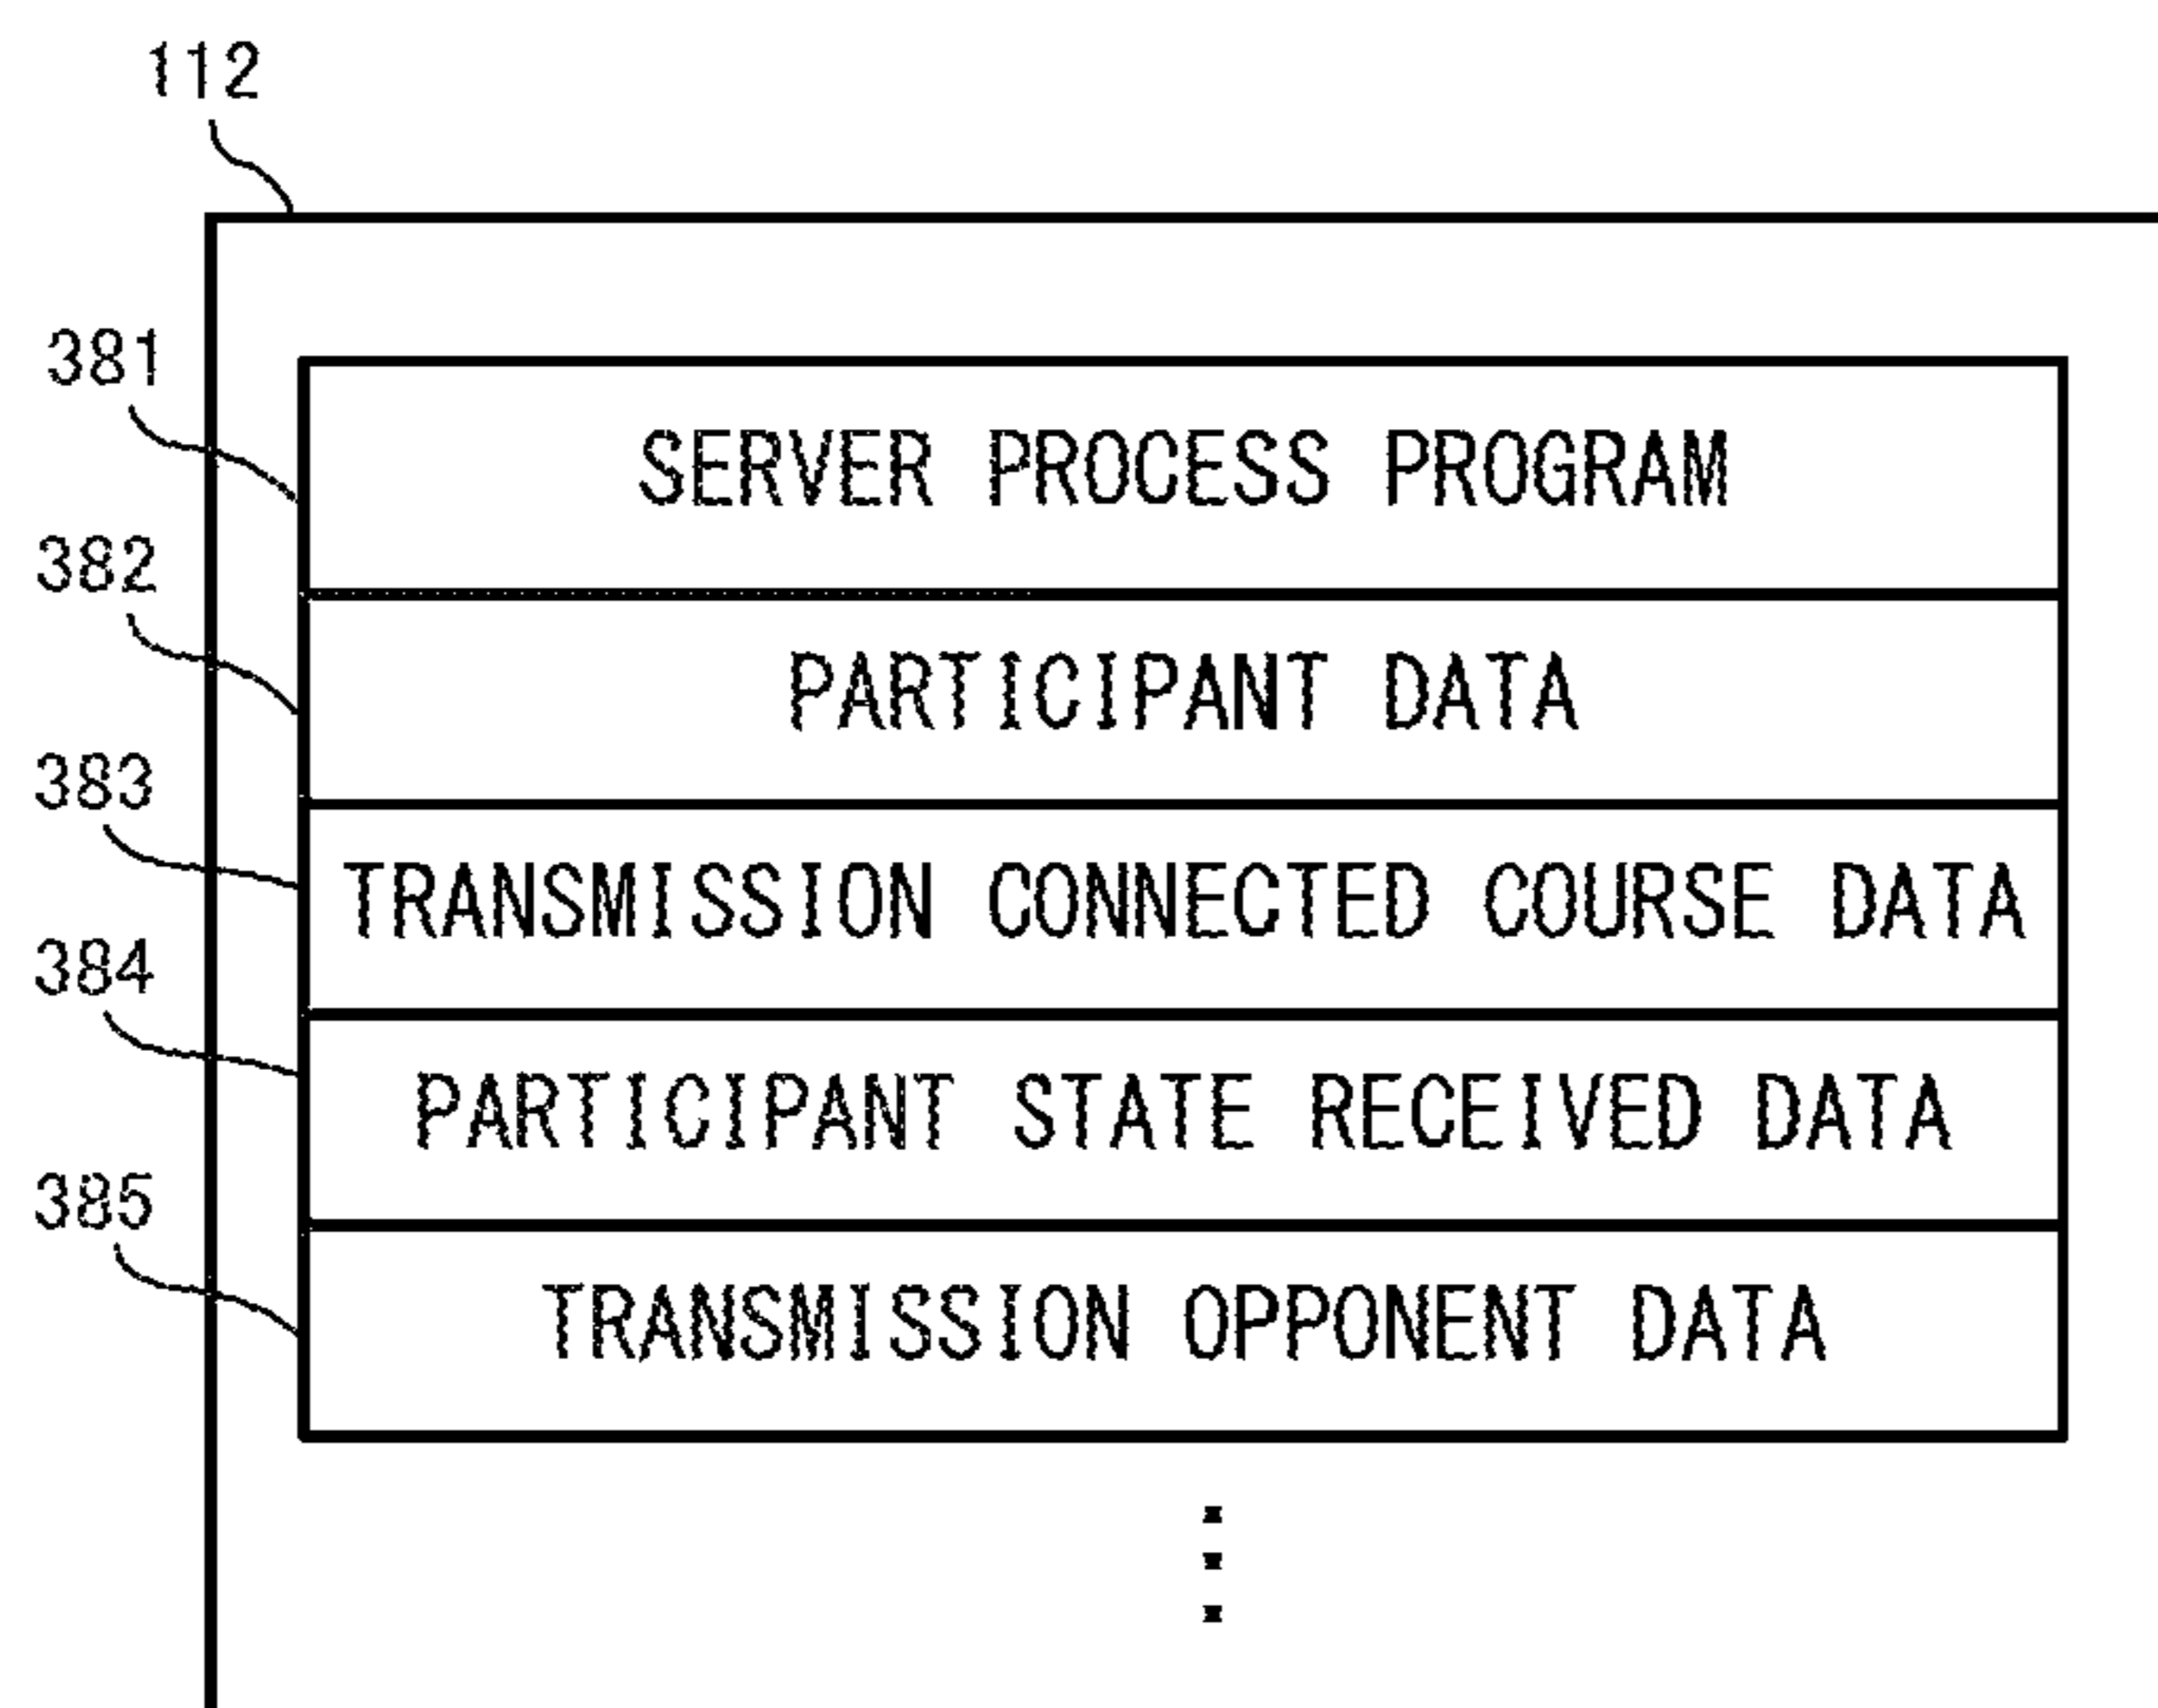 112
381
SERVER PROCESS PROGRAM
382
PARTICIPANT DATA
383
TRANSMISSION CONNECTED COURSE DATA
384
PARTICIPANT STATE RECEIVED DATA
385
TRANSMISSION OPPONENT DATA